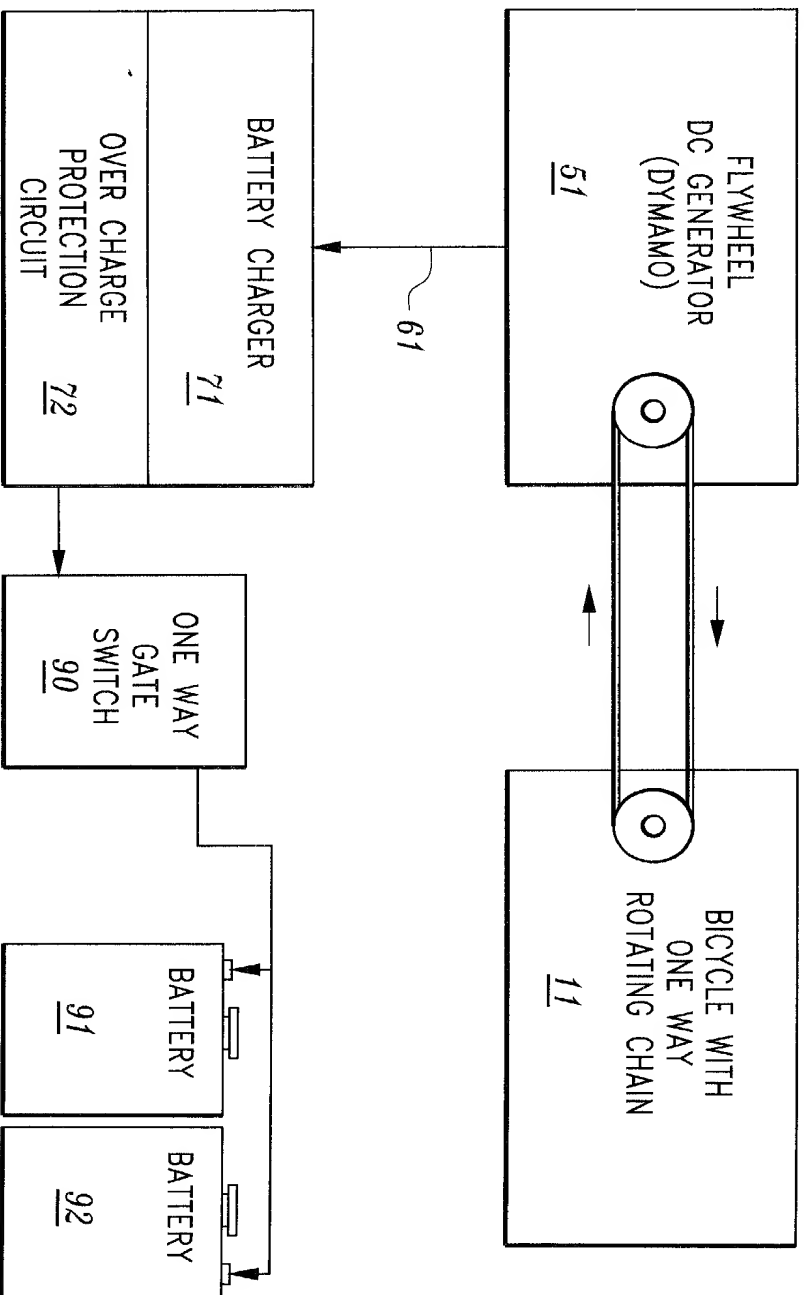 FLYWHEEL
DC GENERATOR
(DYMAMO)
51
BICYCLE WITH
ONE WAY
ROTATING CHAIN
11
61
BATTERY CHARGER
71
OVER CHARGE
PROTECTION
CIRCUIT
72
ONE WAY
GATE
SWITCH
90
BATTERY
91
BATTERY
92